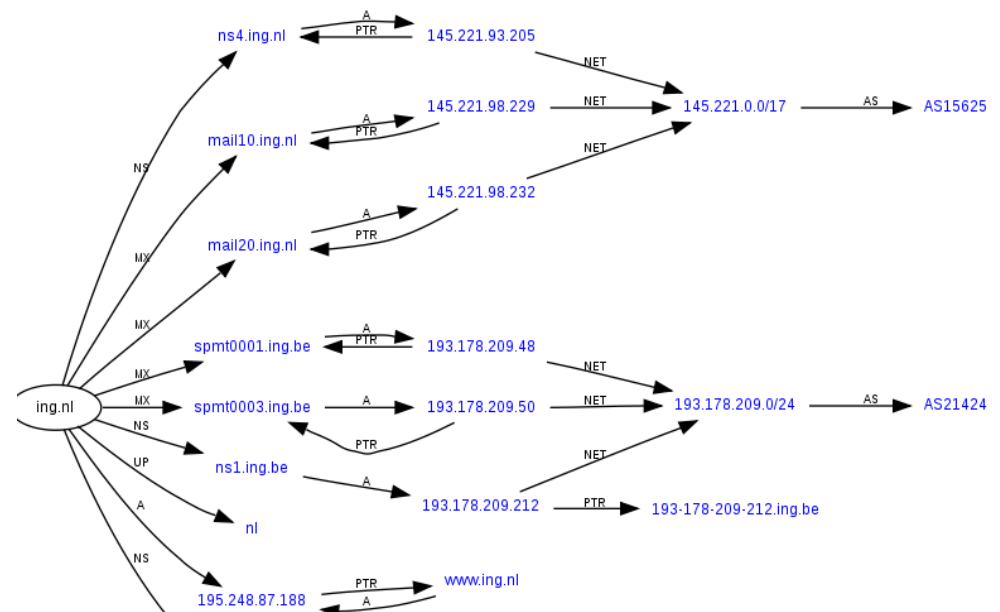 ns4.ing.nl
A
PTR
145.221.93.205
NET
145.221.98.229
NET
145.221.0.0/17
AS
AS15625
mail10.ing.nl
A
PTR
NS
145.221.98.232
NET
mail20.ing.nl
A
PTR
MX
MX
spmt0001.ing.be
A
PTR
193.178.209.48
NET
MX
ing.nl
MX
spmt0003.ing.be
A
193.178.209.50
NET
193.178.209.0/24
AS
AS21424
NS
PTR
UP
ns1.ing.be
A
NET
193.178.209.212
PTR
193-178-209-212.ing.be
A
nl
NS
195.248.87.188
PTR
A
www.ing.nl